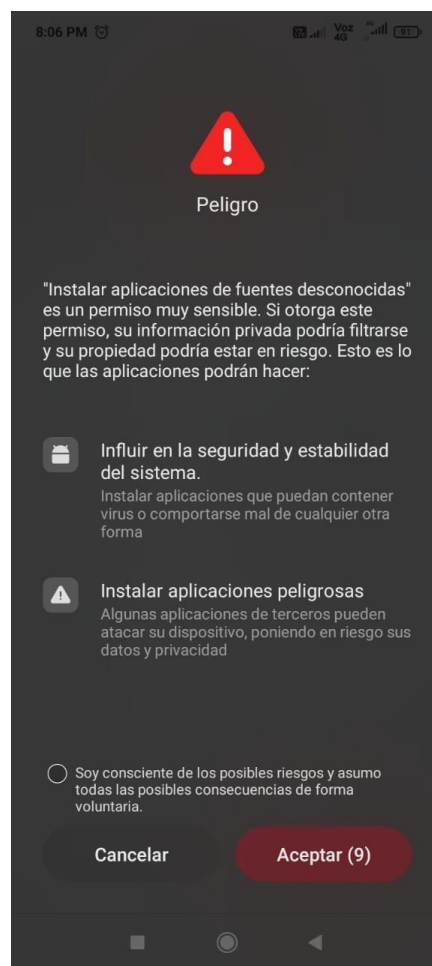 8:06 PM
Voz
4G
91
Peligro
"Instalar aplicaciones de fuentes desconocidas"
es un permiso muy sensible. Si otorga este
permiso, su información privada podría filtrarse
y su propiedad podría estar en riesgo. Esto es lo
que las aplicaciones podrán hacer:
Influir en la seguridad y estabilidad
del sistema.
Instalar aplicaciones que puedan contener
virus o comportarse mal de cualquier otra
forma
Instalar aplicaciones peligrosas
Algunas aplicaciones de terceros pueden
atacar su dispositivo, poniendo en riesgo sus
datos y privacidad
Soy consciente de los posibles riesgos y asumo
todas las posibles consecuencias de forma
voluntaria.
Cancelar
Aceptar (9)